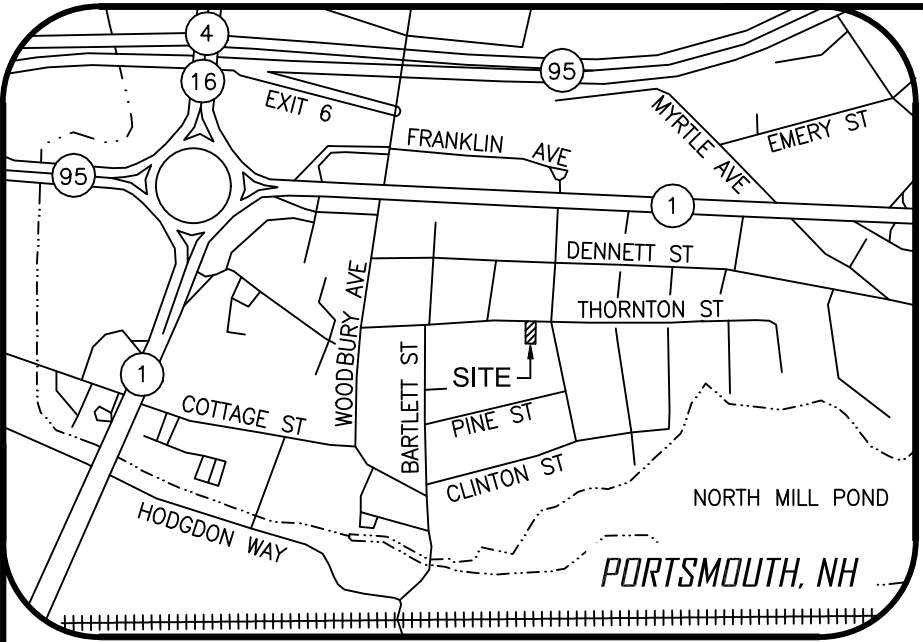 4
16
95
EXIT 6
MYRTLE AVE
EMERY ST
FRANKLIN AVE
95
1
DENNETT ST
WOODBURY AVE
THORNTON ST
BARTLETT ST
SITE
1
COTTAGE ST
PINE ST
CLINTON ST
NORTH MILL POND
HODGDON WAY
PORTSMOUTH, NH